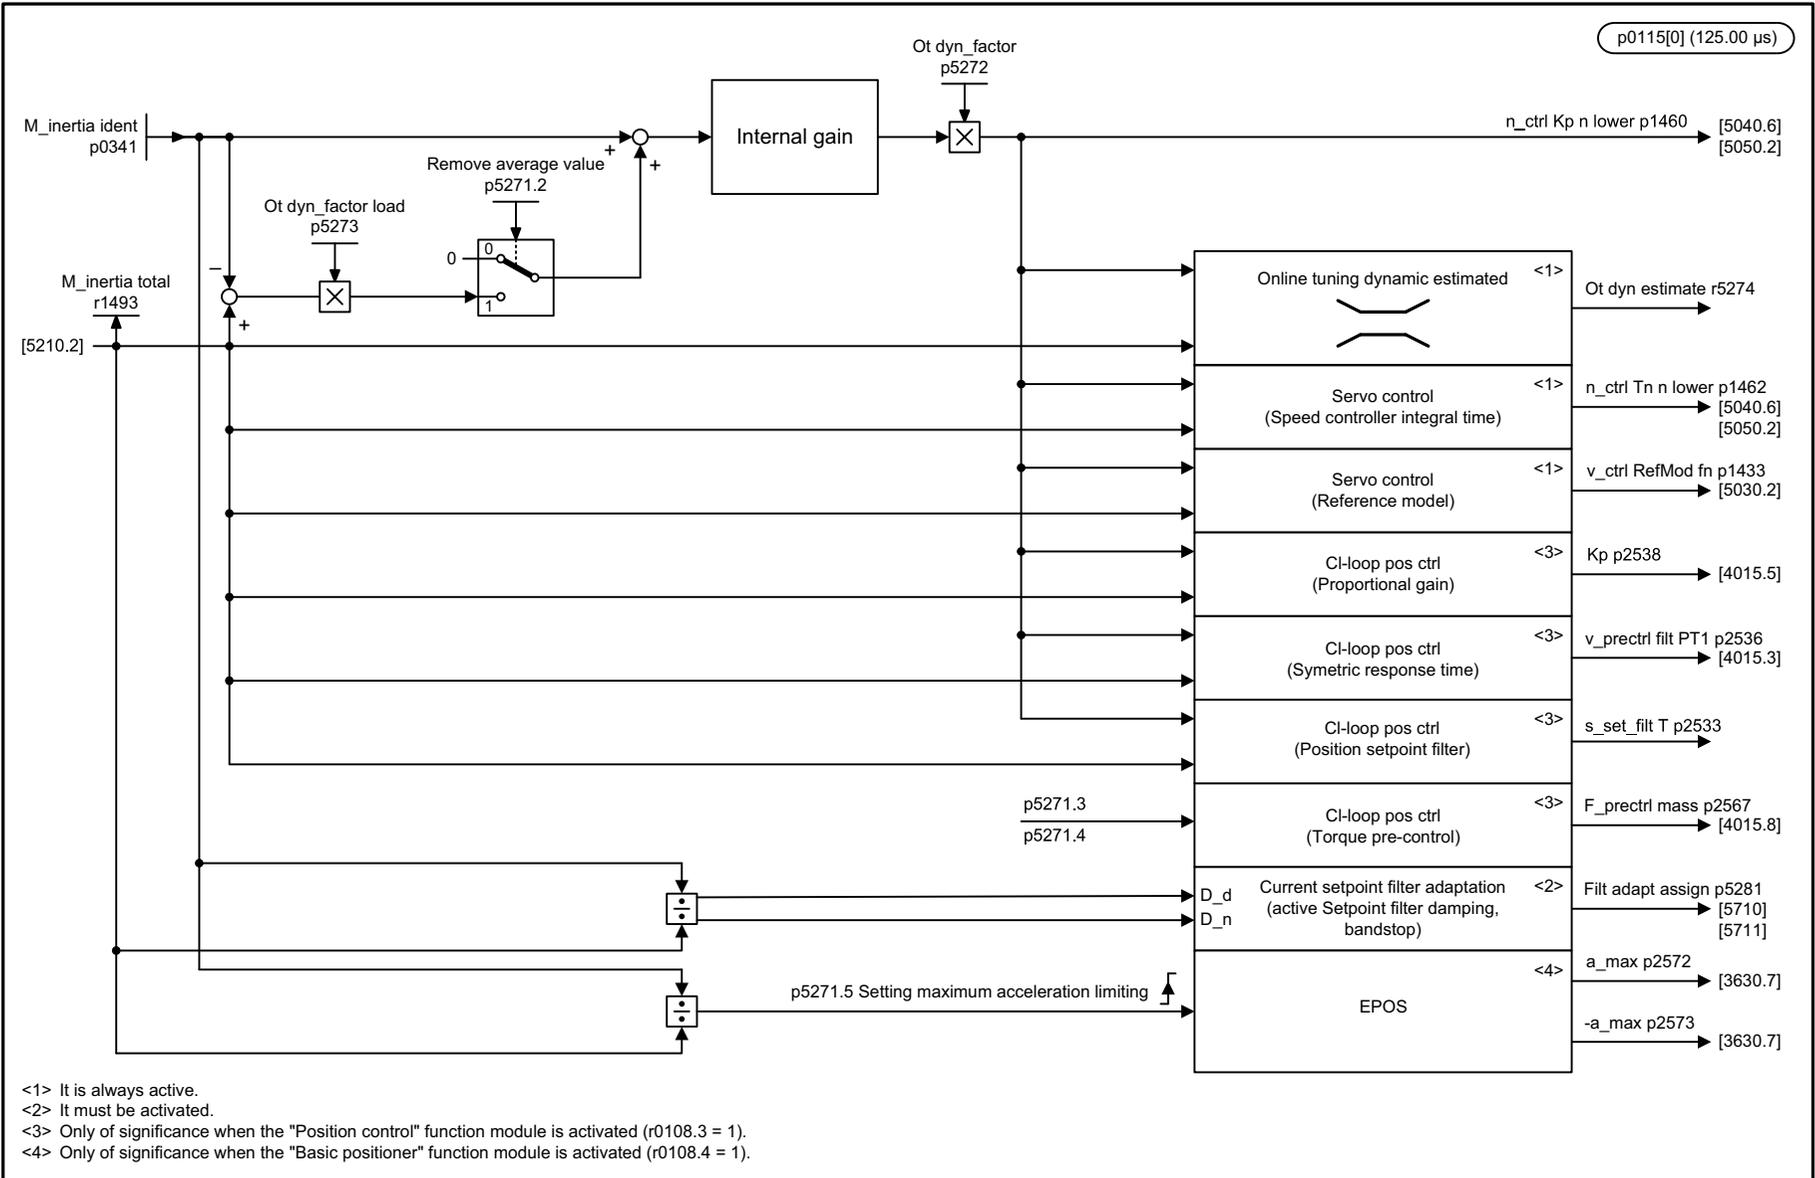 p0115[0] (125.00 µs)
Ot dyn_factor
p5272
M_inertia ident
p0341
+
+
Internal gain
×
n_ctrl Kp n lower p1460
[5040.6]
[5050.2]
Remove average value
p5271.2
Ot dyn_factor load
p5273
0
0
1
×
–
+
M_inertia total
r1493
[5210.2]
Online tuning dynamic estimated
<1>
Ot dyn estimate r5274
Servo control
(Speed controller integral time)
<1>
n_ctrl Tn n lower p1462
[5040.6]
[5050.2]
Servo control
(Reference model)
<1>
v_ctrl RefMod fn p1433
[5030.2]
Cl-loop pos ctrl
(Proportional gain)
<3>
Kp p2538
[4015.5]
Cl-loop pos ctrl
(Symetric response time)
<3>
v_prectrl filt PT1 p2536
[4015.3]
Cl-loop pos ctrl
(Position setpoint filter)
<3>
s_set_filt T p2533
p5271.3
p5271.4
Cl-loop pos ctrl
(Torque pre-control)
<3>
F_prectrl mass p2567
[4015.8]
÷
D_d
D_n
Current setpoint filter adaptation
(active Setpoint filter damping,
bandstop)
<2>
Filt adapt assign p5281
[5710]
[5711]
÷
p5271.5 Setting maximum acceleration limiting
EPOS
<4>
a_max p2572
[3630.7]
-a_max p2573
[3630.7]
<1> It is always active.
<2> It must be activated.
<3> Only of significance when the "Position control" function module is activated (r0108.3 = 1).
<4> Only of significance when the "Basic positioner" function module is activated (r0108.4 = 1).